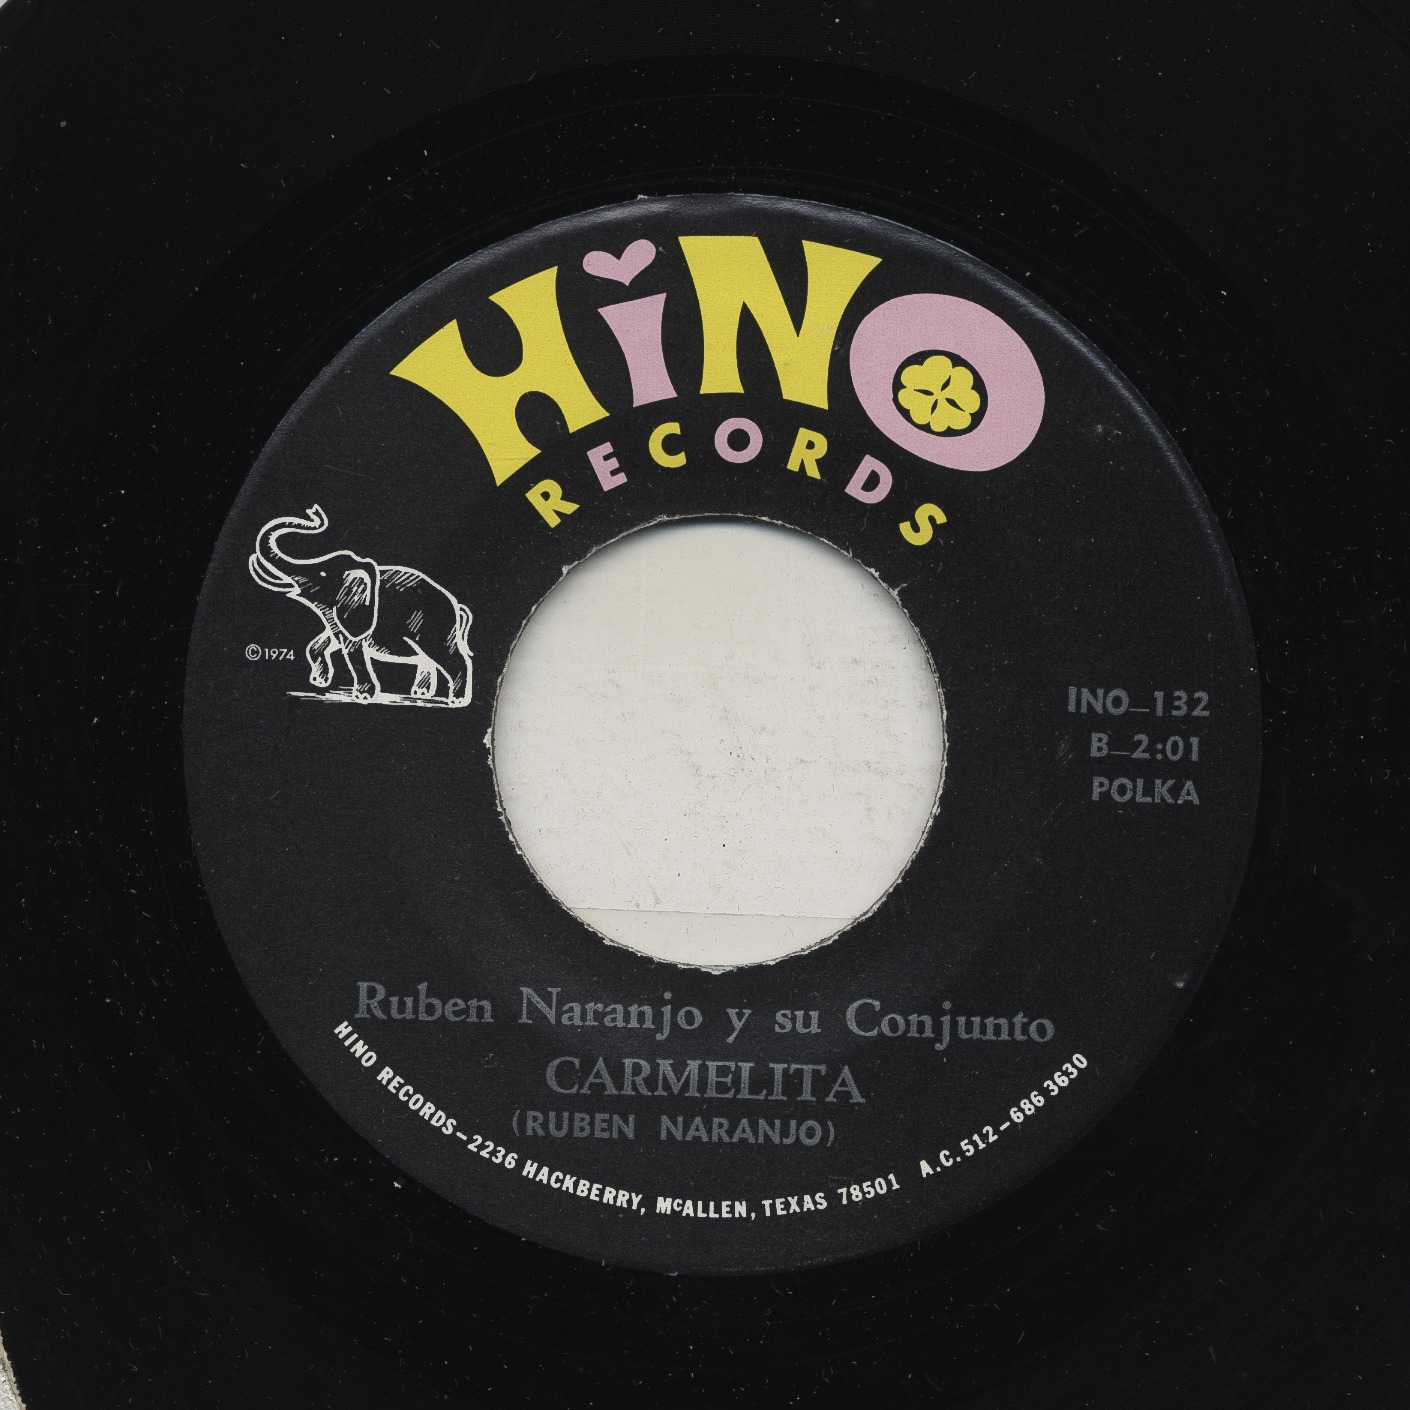 HiNO
RECORDS
©1974
INO-132
B-2:01
POLKA
Ruben Naranjo y su Conjunto
CARMELITA
(RUBEN NARANJO)
HINO RECORDS-2236 HACKBERRY, McALLEN, TEXAS 78501 A.C. 512-686 3630